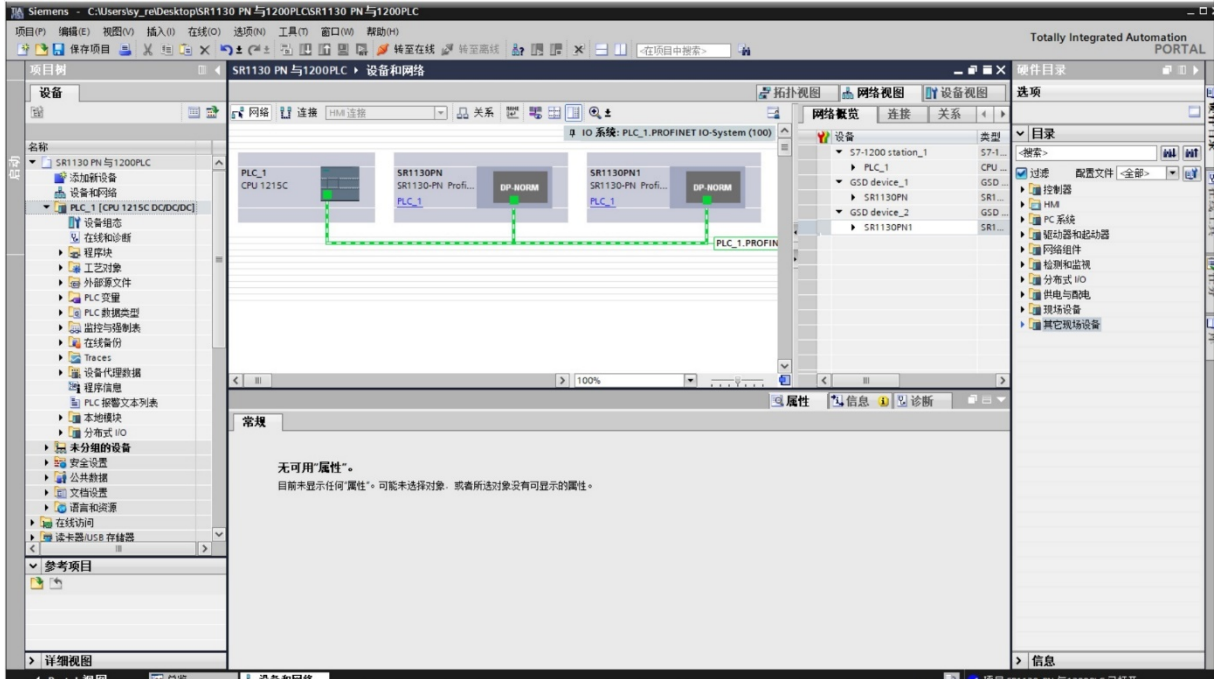 Siemens - C:\Users\sy_re\Desktop\SR1130 PN 与1200PLC\SR1130 PN 与1200PLC
项目(P) 编辑(E) 视图(V) 插入(I) 在线(O) 选项(N) 工具(T) 窗口(W) 帮助(H)
Totally Integrated Automation
PORTAL
保存项目 转至在线 转至离线 <在项目中搜索>
项目树
SR1130 PN 与1200PLC ▸ 设备和网络
硬件目录
设备
拓扑视图 网络视图 设备视图
选项
网络 连接 HMI 连接 关系 网络概览 连接 关系
IO 系统: PLC_1.PROFINET IO-System (100)
目录
<搜索>
过滤 配置文件 <全部>
控制器
HMI
PC 系统
驱动器和起动器
网络组件
检测和监视
分布式 I/O
供电与配电
现场设备
其它现场设备
信息
启动
名称
SR1130 PN 与1200PLC
添加新设备
设备和网络
PLC_1 [CPU 1215C DC/DC/DC]
设备组态
在线和诊断
程序块
工艺对象
外部源文件
PLC 变量
PLC 数据类型
监控与强制表
在线备份
Traces
设备代理数据
程序信息
PLC 报警文本列表
本地模块
分布式 I/O
未分组的设备
安全设置
公共数据
文档设置
语言和资源
在线访问
读卡器/USB 存储器
参考项目
详细视图
PLC_1
CPU 1215C
SR1130PN
SR1130-PN Profi...
PLC_1
DP-NORM
SR1130PN1
SR1130-PN Profi...
PLC_1
DP-NORM
PLC_1.PROFIN
设备 类型
S7-1200 station_1 S7-1...
PLC_1 CPU ...
GSD device_1 GSD ...
SR1130PN SR1...
GSD device_2 GSD ...
SR1130PN1 SR1...
100%
属性 信息 诊断
常规
无可用"属性"。
目前未显示任何"属性"。可能未选择对象，或者所选对象没有可显示的属性。